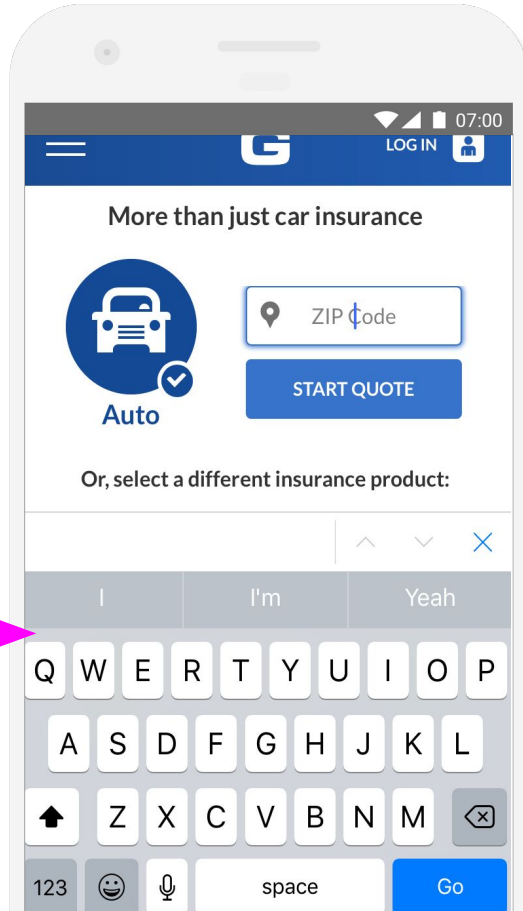 07:00
G LOG IN
More than just car insurance
ZIP Code
START QUOTE
Auto
Or, select a different insurance product:
I I'm Yeah
Q W E R T Y U I O P
A S D F G H J K L
Z X C V B N M
123 space Go